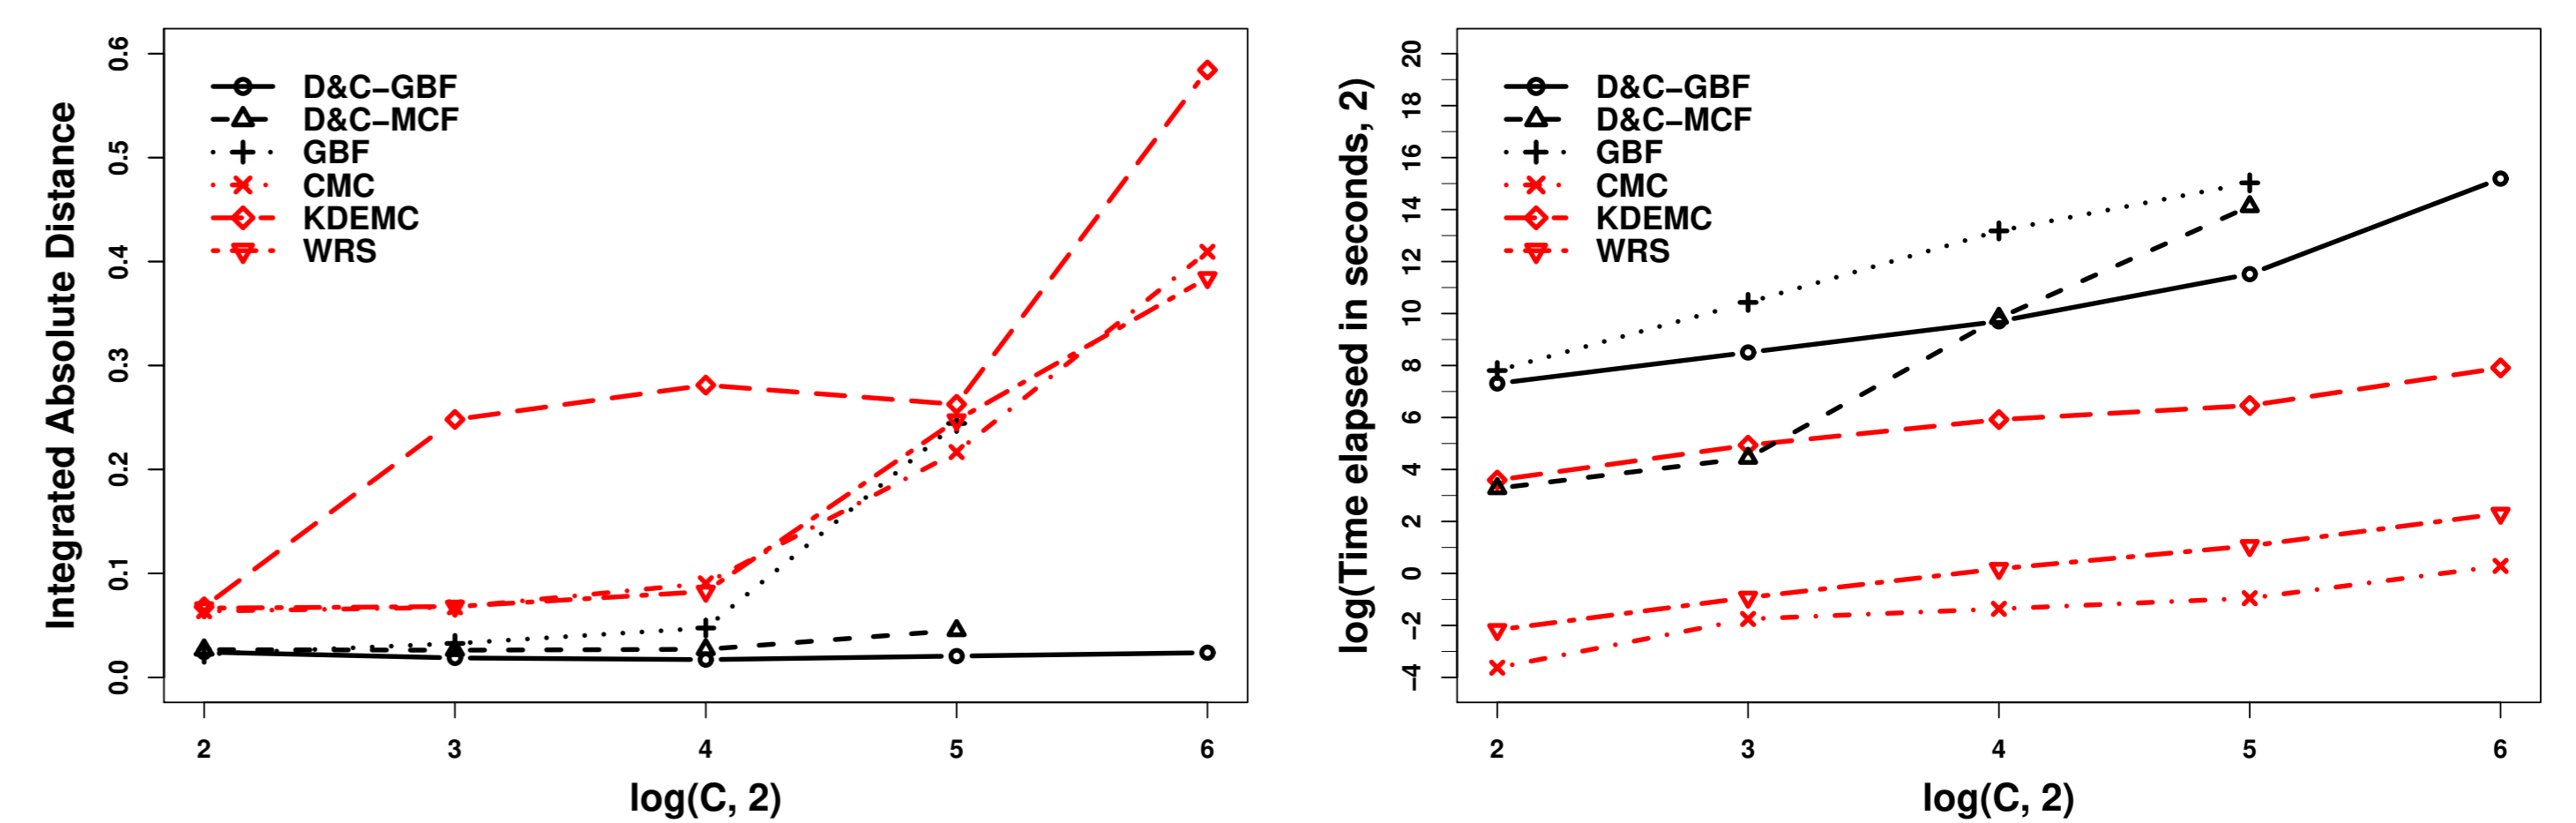 Integrated Absolute Distance
0.0 0.1 0.2 0.3 0.4 0.5 0.6
D&C−GBF
D&C−MCF
GBF
CMC
KDEMC
WRS
2 3 4 5 6
log(C, 2)
log(Time elapsed in seconds, 2)
−4 −2 0 2 4 6 8 10 12 14 16 18 20
D&C−GBF
D&C−MCF
GBF
CMC
KDEMC
WRS
2 3 4 5 6
log(C, 2)